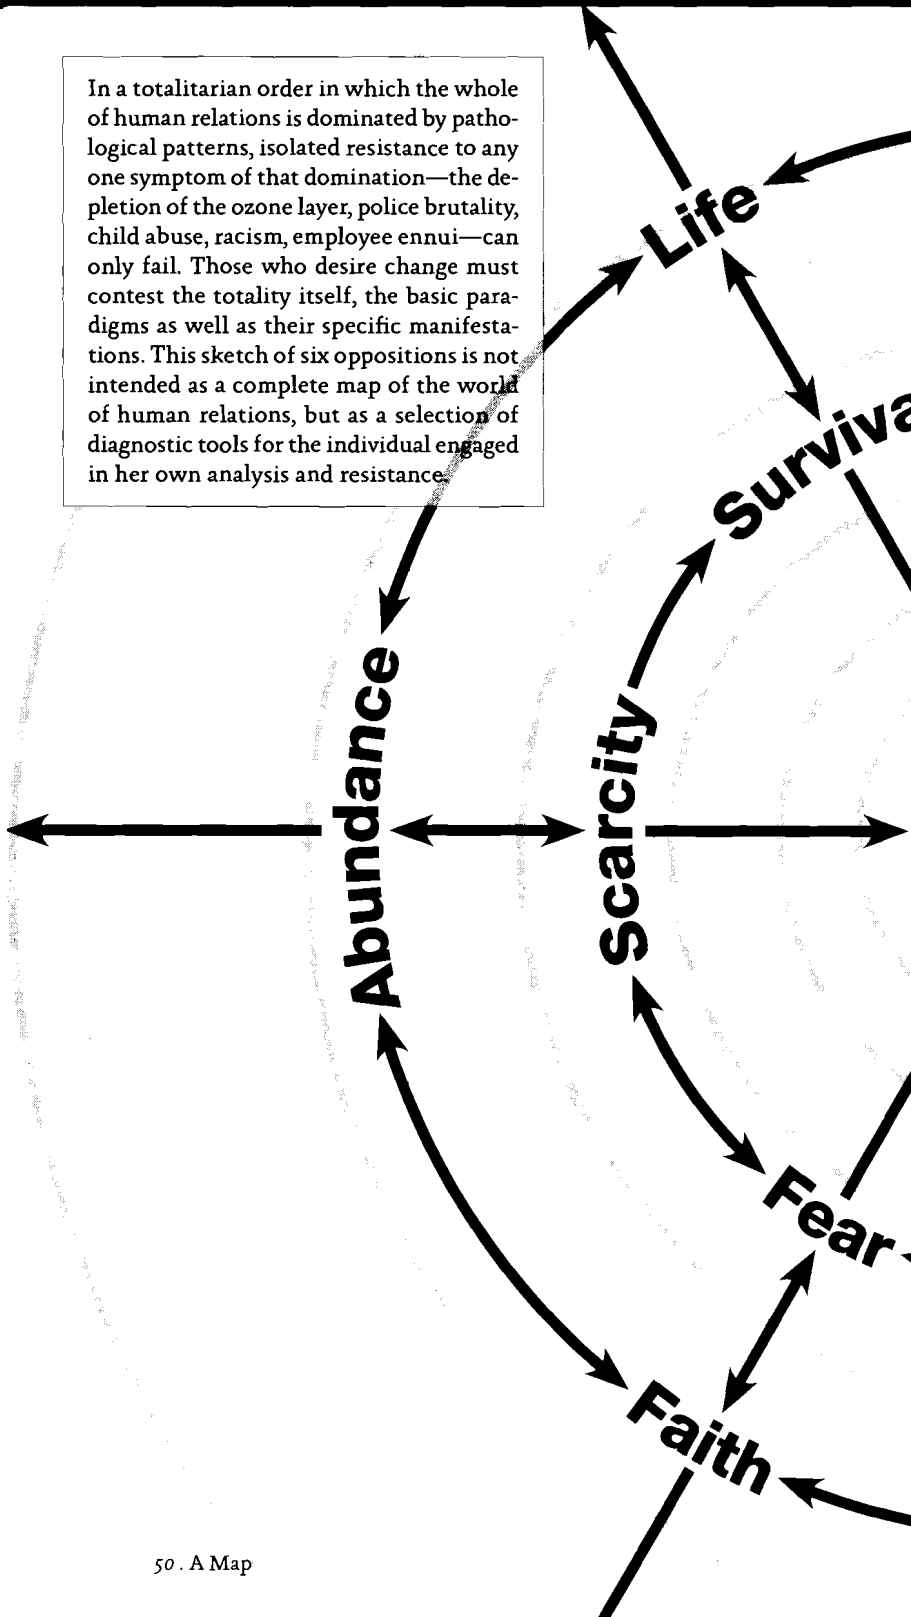 In a totalitarian order in which the whole
of human relations is dominated by patho-
logical patterns, isolated resistance to any
one symptom of that domination—the de-
pletion of the ozone layer, police brutality,
child abuse, racism, employee ennui—can
only fail. Those who desire change must
contest the totality itself, the basic para-
digms as well as their specific manifesta-
tions. This sketch of six oppositions is not
intended as a complete map of the world
of human relations, but as a selection of
diagnostic tools for the individual engaged
in her own analysis and resistance.
Life
Surviva
Abundance
Scarcity
Fear
Faith
50 . A Map